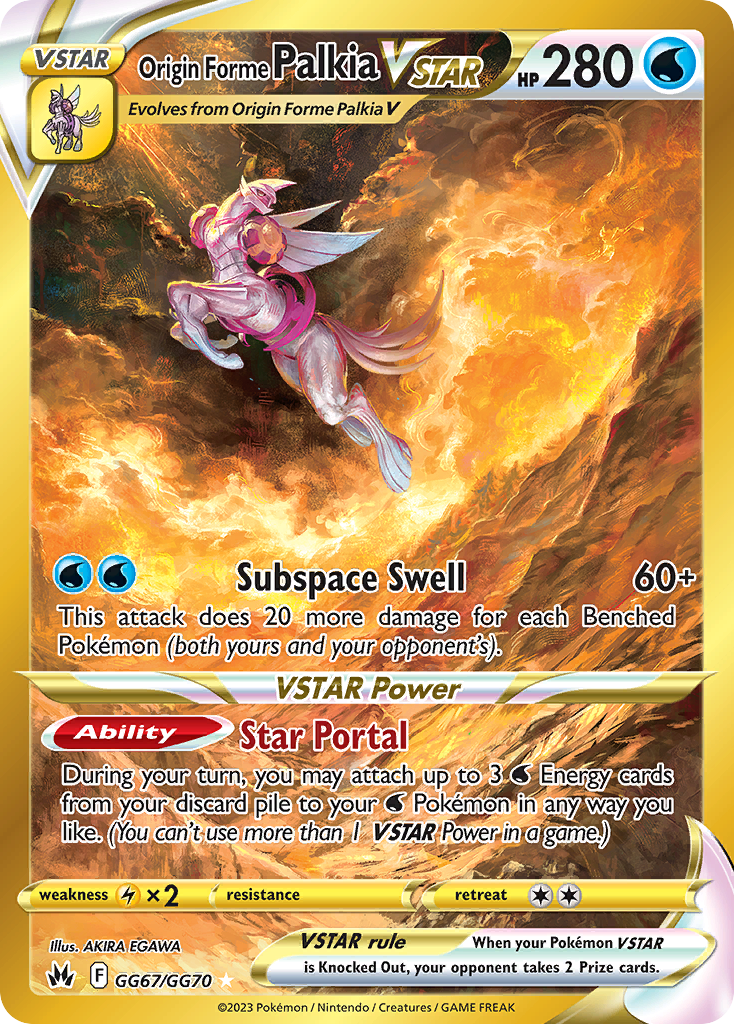 VSTAR
Origin Forme Palkia VSTAR HP 280
Evolves from Origin Forme Palkia V
Subspace Swell 60+
This attack does 20 more damage for each Benched
Pokémon (both yours and your opponent's).
VSTAR Power
Ability Star Portal
During your turn, you may attach up to 3 Energy cards
from your discard pile to your Pokémon in any way you
like. (You can't use more than 1 VSTAR Power in a game.)
weakness ×2 resistance retreat
Illus. AKIRA EGAWA
VSTAR rule When your Pokémon VSTAR
is Knocked Out, your opponent takes 2 Prize cards.
F GG67/GG70
©2023 Pokémon / Nintendo / Creatures / GAME FREAK